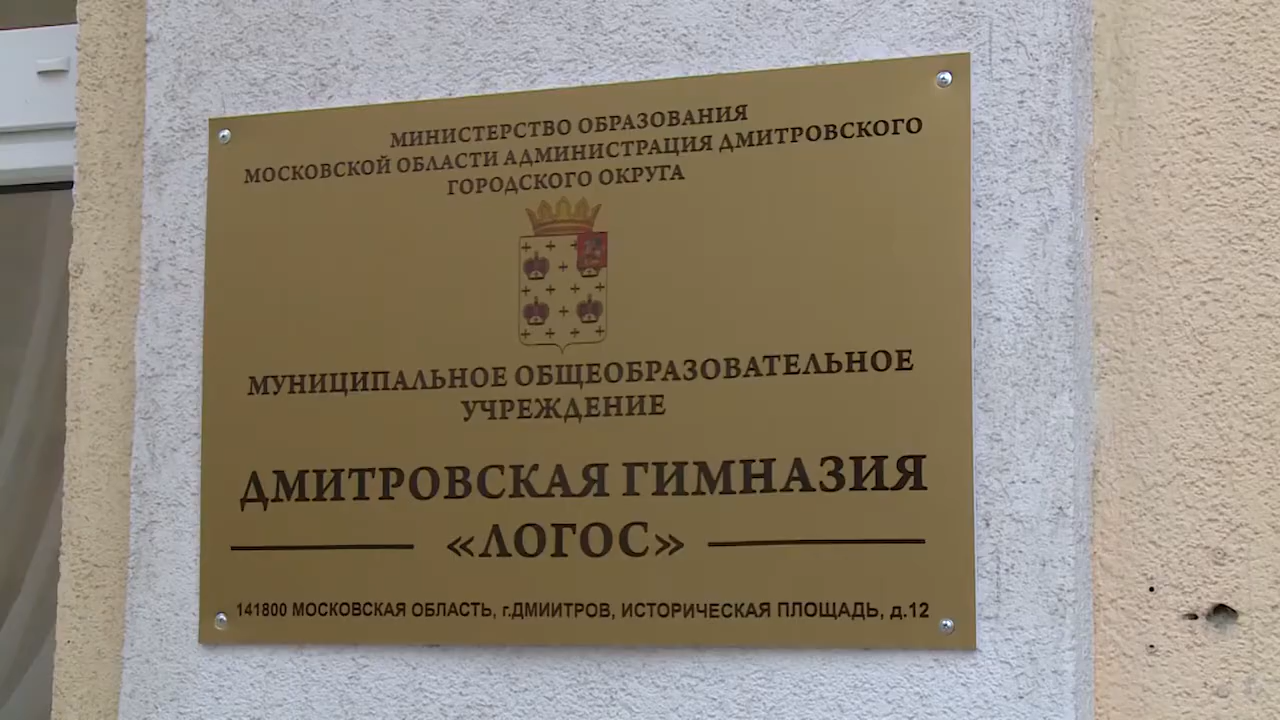 МИНИСТЕРСТВО ОБРАЗОВАНИЯ
МОСКОВСКОЙ ОБЛАСТИ АДМИНИСТРАЦИЯ ДМИТРОВСКОГО
ГОРОДСКОГО ОКРУГА
МУНИЦИПАЛЬНОЕ ОБЩЕОБРАЗОВАТЕЛЬНОЕ
УЧРЕЖДЕНИЕ
ДМИТРОВСКАЯ ГИМНАЗИЯ
«ЛОГОС»
141800 МОСКОВСКАЯ ОБЛАСТЬ, г.ДМИИТРОВ, ИСТОРИЧЕСКАЯ ПЛОЩАДЬ, д.12